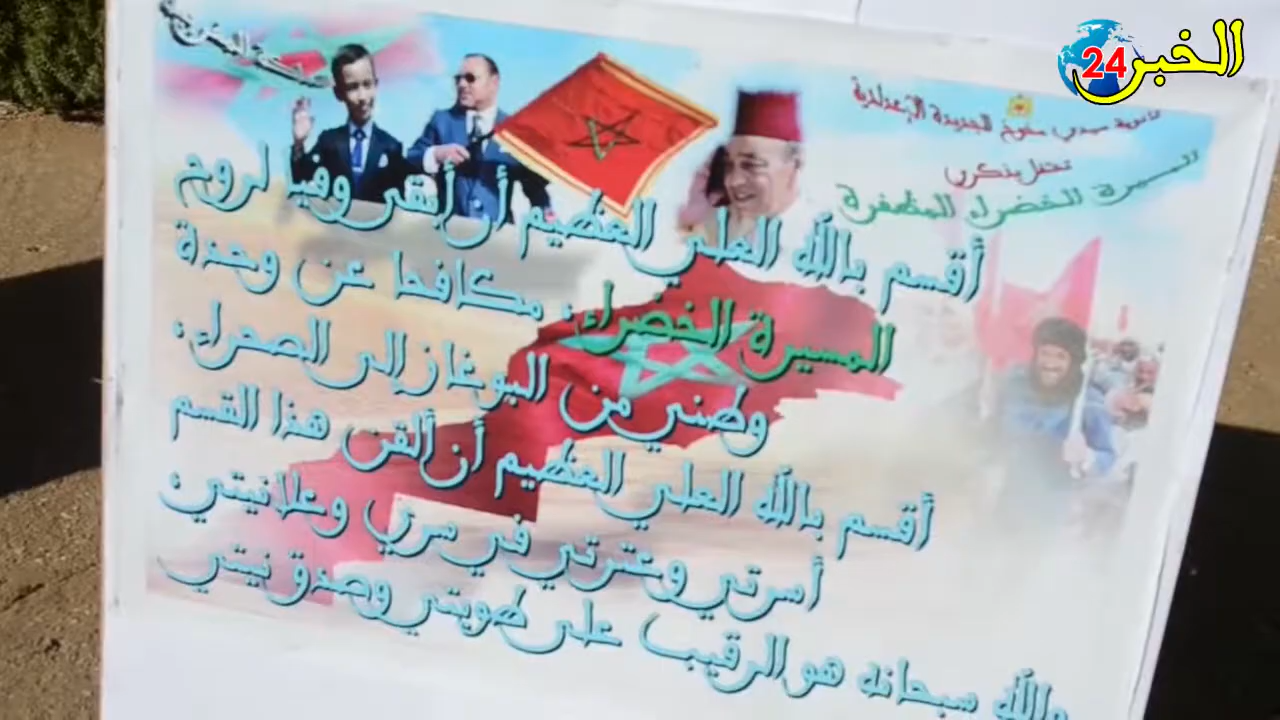 الخبر 24
المملكة المغربية
ثانوية سيدي الجديدة الإعدادية
تحتفل بذكرى
المسيرة الخضراء المظفرة
أقسم بالله العلي العظيم أن أبقى وفيا لروح
المسيرة الخضراء، مكافحا عن وحدة
وطني من البوغاز إلى الصحراء،
أقسم بالله العلي العظيم أن ألقن هذا القسم
أسرتي وعترتي في سري وعلانيتي،
والله سبحانه هو الرقيب على طويتي وصدق نيتي